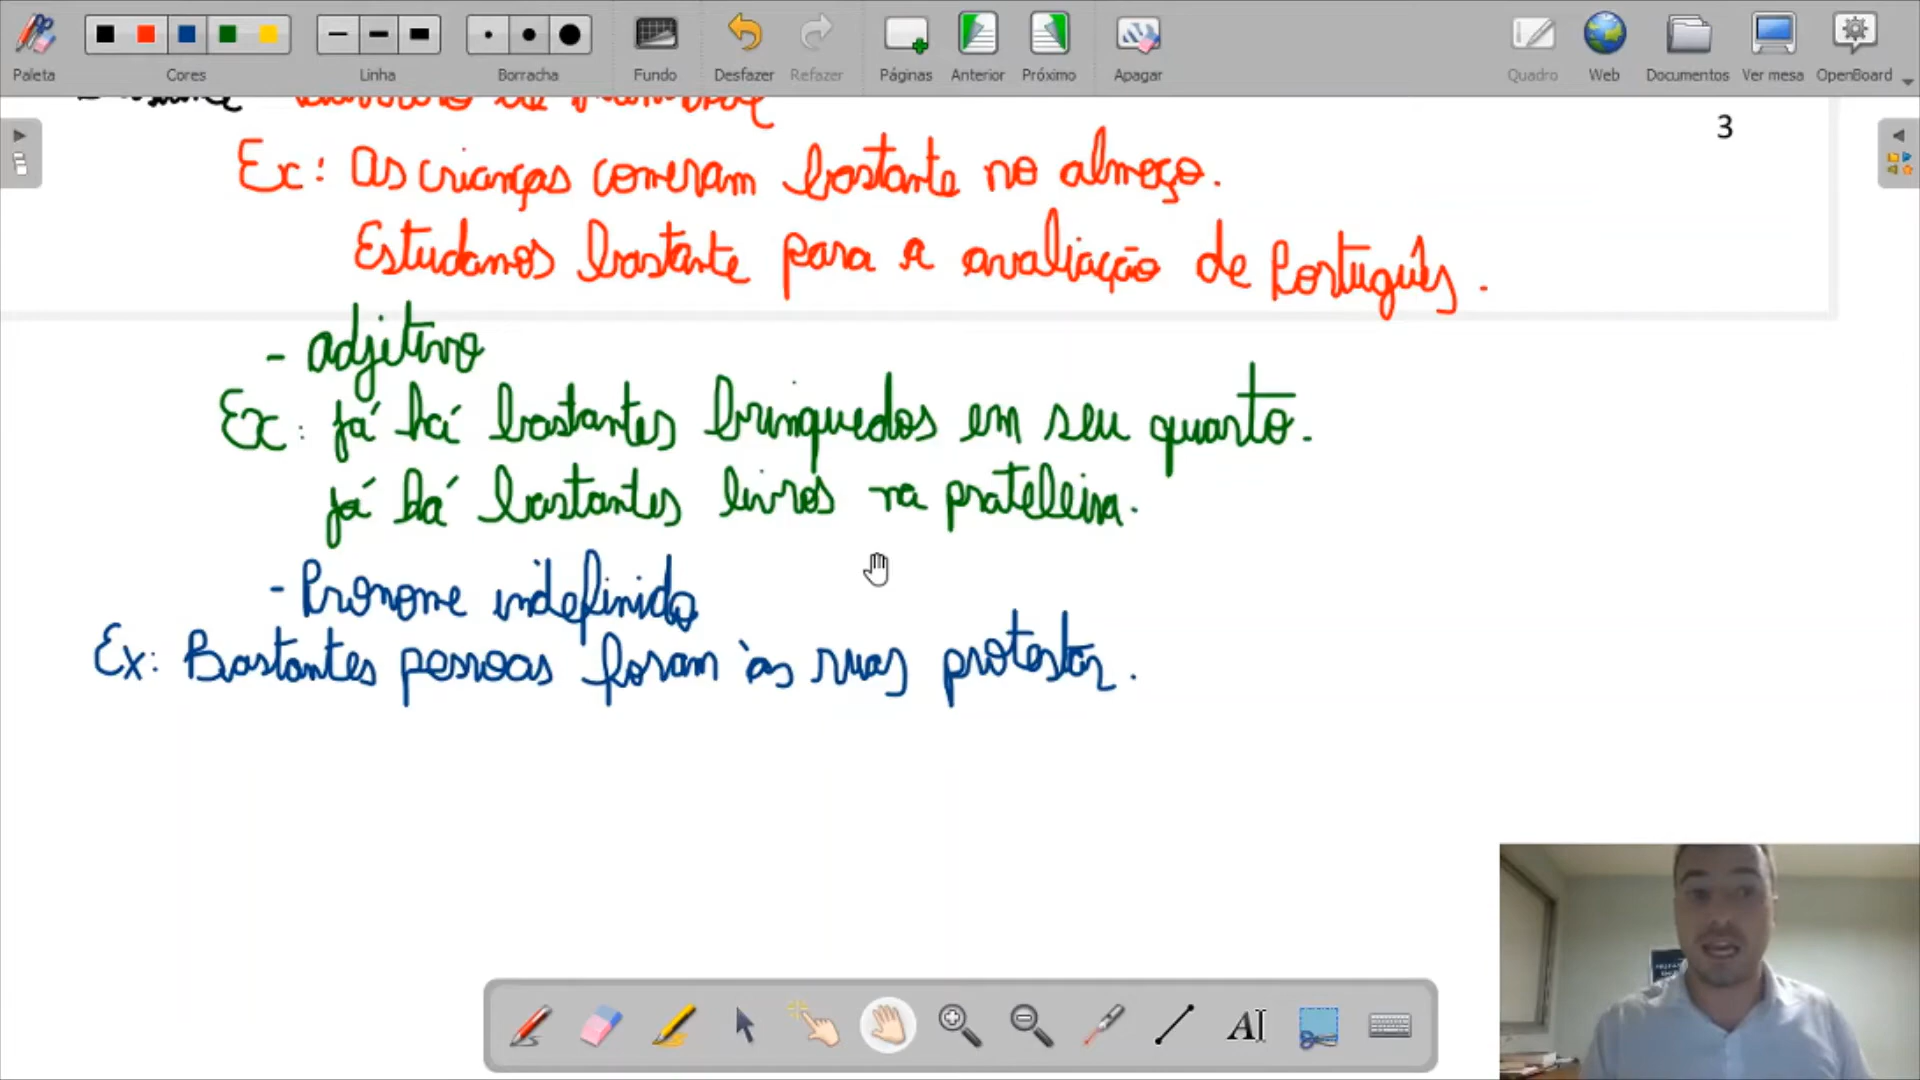 Paleta Cores Linha Borracha Fundo Desfazer Refazer Páginas Anterior Próximo Apagar Quadro Web Documentos Ver mesa OpenBoard
3
Ex: As crianças comeram bastante no almoço.
Estudamos bastante para a avaliação de Português.
- adjetivo
Ex: Já há bastantes brinquedos em seu quarto.
já há bastantes livros na prateleira.
- Pronome indefinido
Ex: Bastantes pessoas foram às ruas protestar.
AI